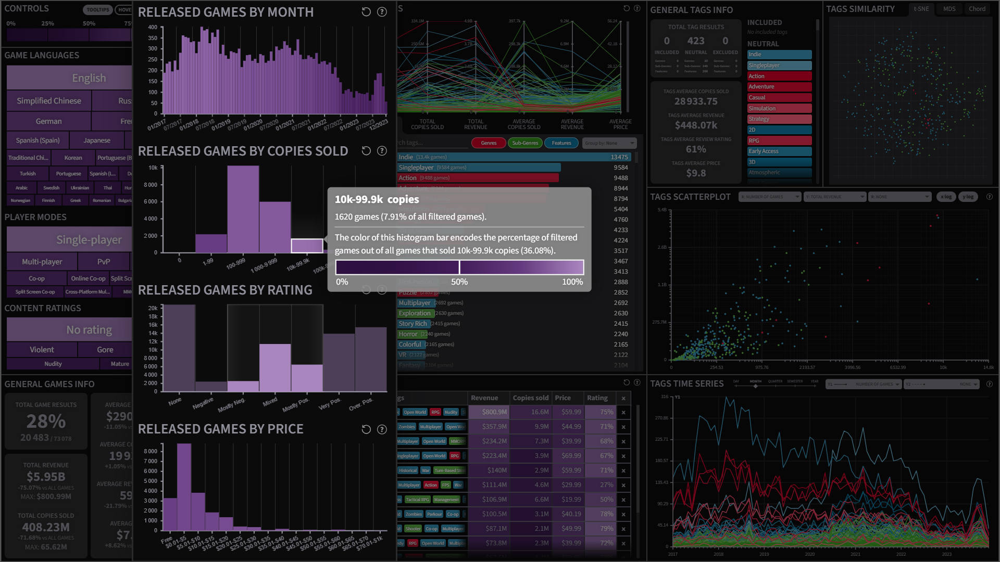 CONTROLS
TOOLTIPS
HOVE
0% 25% 50% 75
GAME LANGUAGES
English
Simplified Chinese
Rus
German
Fre
Spanish (Spain)
Japanese
Traditional Chi...
Korean
Portuguese (B
Turkish
Portuguese
Spanish (L...
Arabic
Swedish
Ukrainian
Thai
Hun
Norwegian
Finnish
Greek
Romanian
Bulgaria
PLAYER MODES
Single-player
Multi-player
PvP
Co-op
Online Co-op
Split Scr
Split Screen Co-op
Cross-Platform Mul...
MM
CONTENT RATINGS
No rating
Violent
Gore
Nudity
Mature
GENERAL GAMES INFO
TOTAL GAME RESULTS
28%
20 483 / 73 078
TOTAL REVENUE
$5.95B
-75.07% vs ALL GAMES
MAX: $800.99M
TOTAL COPIES SOLD
408.23M
-71.68% vs ALL GAMES
MAX: 65.62M
AVERAGE
$290
-11.05% vs
AVERAGE CO
199
+1.05% vs
AVERAGE RE
59
-21.79% vs
AVERAG
$7.
+8.62% vs
RELEASED GAMES BY MONTH
400
350
300
250
200
150
100
50
0
01/2017 07/2017 01/2018 07/2018 01/2019 07/2019 01/2020 07/2020 01/2021 07/2021 01/2022 07/2022 01/2023 07/2023 12/2023
RELEASED GAMES BY COPIES SOLD
10k
8 000
6 000
4 000
2 000
0
0 1-99 100-999 1 000-9 999 10k-99.9k 100k-
RELEASED GAMES BY RATING
20k
18k
16k
14k
12k
10k
8 000
6 000
4 000
2 000
0
None Negative Mostly Neg. Mixed Mostly Pos. Very Pos. Over. Pos.
RELEASED GAMES BY PRICE
8 000
7 000
6 000
5 000
4 000
3 000
2 000
1 000
0
Free $0.01-$5 $5.01-$10 $10.01-$15 $15.01-$20 $20.01-$25 $25.01-$30 $30.01-$35 $35.01-$40 $40.01-$45 $45.01-$50 $50.01-$55 $55.01-$60 $60.01-$65 $65.01-$70 $70.01-$1k
10k-99.9k copies
1620 games (7.91% of all filtered games).
The color of this histogram bar encodes the percentage of filtered
games out of all games that sold 10k-99.9k copies (36.08%).
0% 50% 100%
S
334.1M 4.9B 397.7k 9.2M 56.24
250.6M 3.7B 298.3k 6.9M 42.18
28.12
TOTAL COPIES SOLD
TOTAL REVENUE
AVERAGE COPIES SOLD
AVERAGE REVENUE
AVERAGE PRICE
rch tags...
Genres
Sub-Genres
Features
Group by: None
Indie (13.4k games) 13475
Singleplayer (9584 games) 9584
Action (9488 games) 9488
8944
8794
5404
4760
4233
4224
3517
3467
3413
2888
Puzzle (2852 games) 2852
Multiplayer (2692 games) 2692
Exploration (2630 games) 2630
Story Rich (2415 games) 2415
Horror (2240 games) 2240
Colorful (2165 games) 2165
VR (2122 games) 2122
Fantasy (2104 games) 2104
gs Revenue Copies sold Price Rating x
Open World RPG Nudity $800.9M 16.6M $59.99 75% x
Zombies Multiplayer Open Wor $357.9M 9.9M $44.99 71% x
Multiplayer Open World MMORP $234.2M 7.3M $39.99 68% x
ingleplayer Open World RPG $223.4M 3.9M $69.99 67% x
Historical War Turn-Based Stra $140M 2.9M $59.99 71% x
Multiplayer Action FPS War $111.4M 4.6M $29.99 27% x
Tactical RPG Management $106.9M 6.6M $19.99 50% x
Zombies Parkour Co-op $100.5M 3.1M $40.19 78% x
Shooter Co-op Multiplayer $87.1M 2.1M $49.99 79% x
edy RPG Open World Multipla $73.8M 2.3M $39.99 72% x
GENERAL TAGS INFO
TOTAL TAG RESULTS
0 423 0
INCLUDED NEUTRAL EXCLUDED
Genres: 0 Genres: 10 Genres: 0
Sub-Genres: 0 Sub-Genres: 145 Sub-Genres: 0
Features: 0 Features: 268 Features: 0
TAGS AVERAGE COPIES SOLD
28 933.75
TAGS AVERAGE REVENUE
$448.07k
TAGS AVERAGE REVIEW RATING
61%
TAGS AVERAGE PRICE
$9.8
INCLUDED
No included tags
NEUTRAL
Indie
Singleplayer
Action
Adventure
Casual
Simulation
Strategy
2D
RPG
Early Access
3D
Atmospheric
TAGS SIMILARITY
t-SNE
MDS
Chord
TAGS SCATTERPLOT
X: NUMBER OF GAMES
Y: TOTAL REVENUE
R: NONE
x log
y log
5.4B
2.6B
1.1B
275.7M
0
0 254.53 975.76 2193.57 3996.56 6532.99 10k 14.8k
TAGS TIME SERIES
DAY MONTH QUARTER SEMESTER YEAR
Y1 NUMBER OF GAMES
Y2 NONE
316 Y1
270.86
225.71
180.57
135.43
90.29
45.14
0
2017 2018 2019 2020 2021 2022 2023